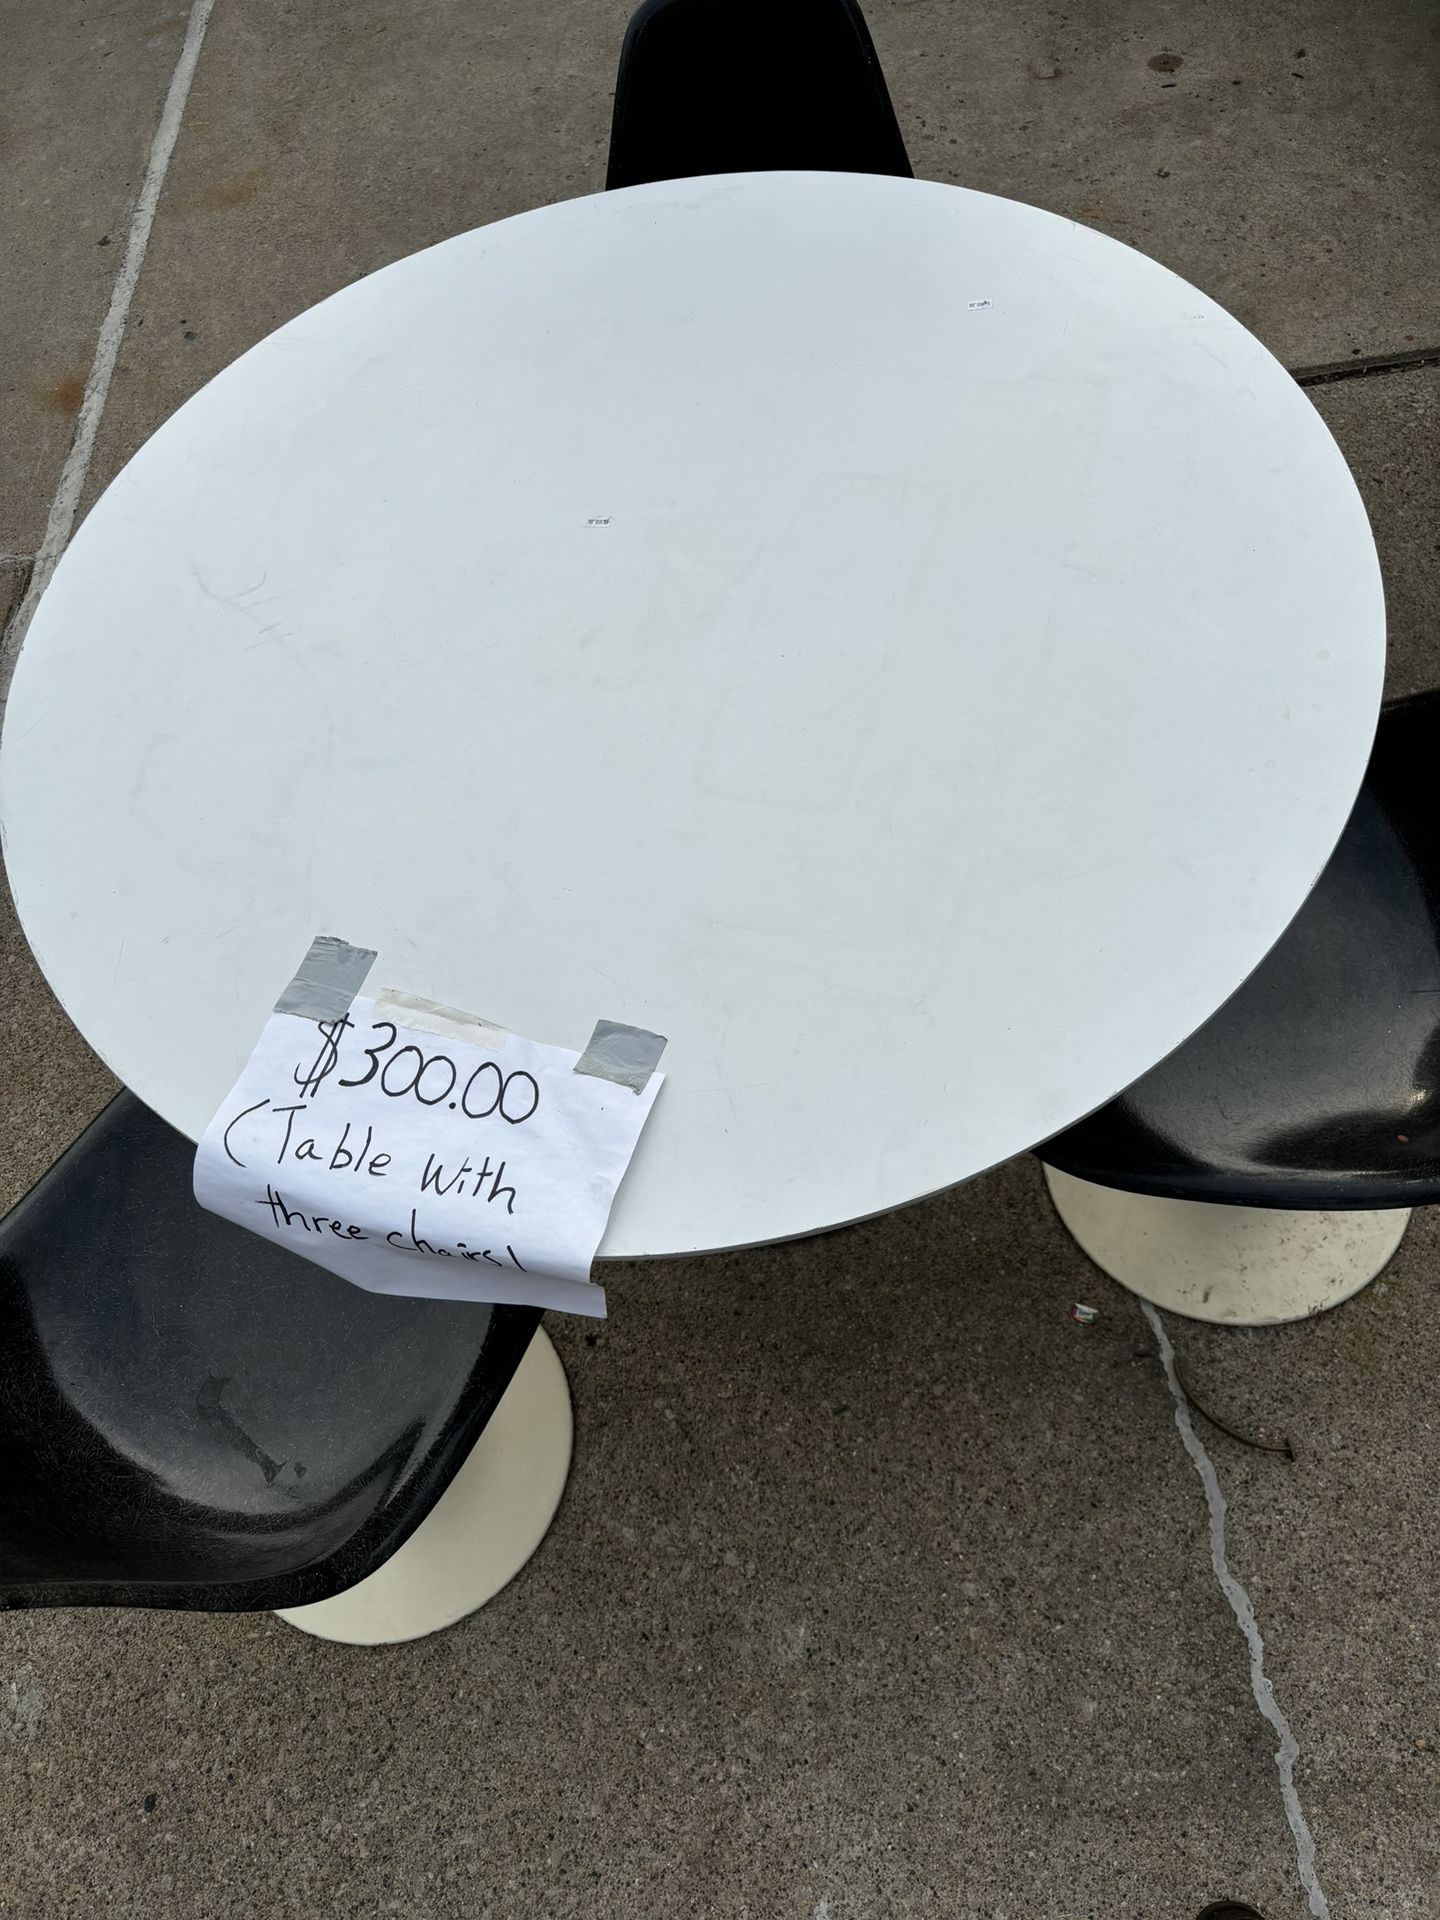 $300.00
(Table with
three chairs)